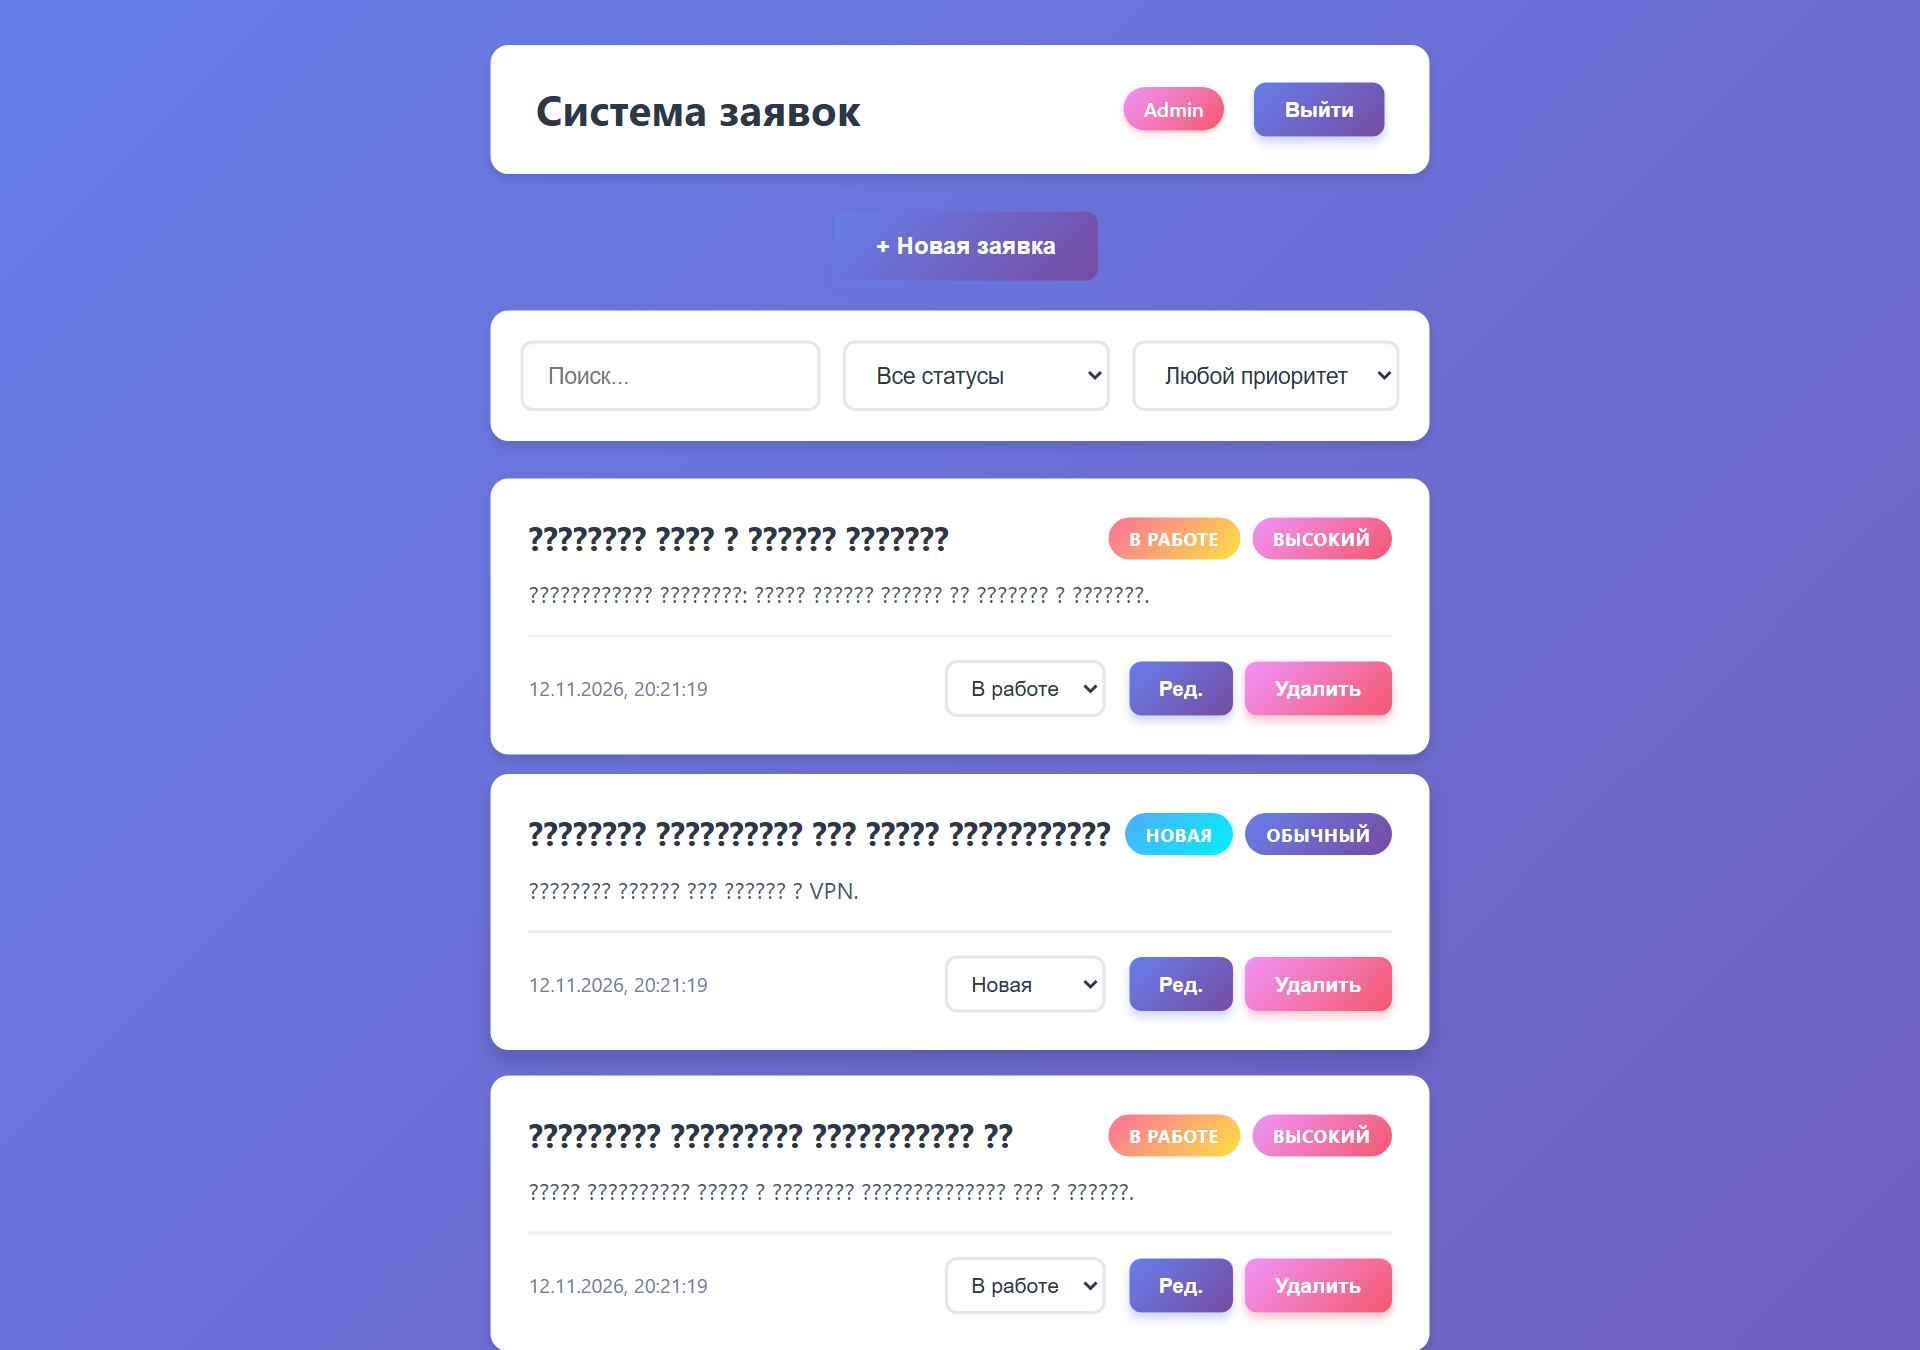 Система заявок
Admin
Выйти
+ Новая заявка
Поиск...
Все статусы
Любой приоритет
???????? ???? ? ?????? ???????
В РАБОТЕ
ВЫСОКИЙ
???????????? ????????: ????? ?????? ?????? ?? ??????? ? ???????.
12.11.2026, 20:21:19
В работе
Ред.
Удалить
???????? ?????????? ??? ????? ???????????
НОВАЯ
ОБЫЧНЫЙ
???????? ?????? ??? ?????? ? VPN.
12.11.2026, 20:21:19
Новая
Ред.
Удалить
????????? ????????? ??????????? ??
В РАБОТЕ
ВЫСОКИЙ
????? ?????????? ????? ? ???????? ?????????????? ??? ? ??????.
12.11.2026, 20:21:19
В работе
Ред.
Удалить